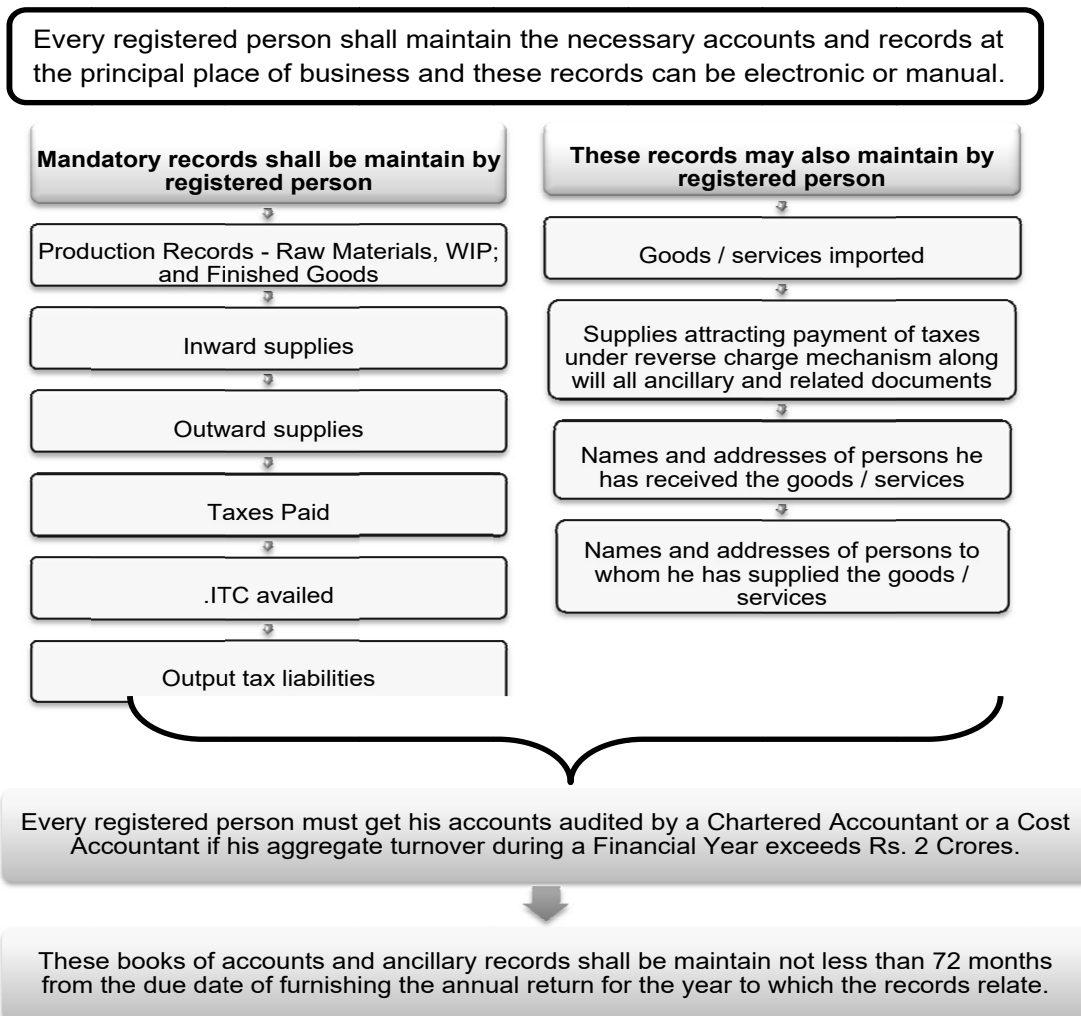 Every registered person shall maintain the necessary accounts and records at
the principal place of business and these records can be electronic or manual.
Mandatory records shall be maintain by
registered person
Production Records - Raw Materials, WIP;
and Finished Goods
Inward supplies
Outward supplies
Taxes Paid
.ITC availed
Output tax liabilities
These records may also maintain by
registered person
Goods / services imported
Supplies attracting payment of taxes
under reverse charge mechanism along
will all ancillary and related documents
Names and addresses of persons he
has received the goods / services
Names and addresses of persons to
whom he has supplied the goods /
services
Every registered person must get his accounts audited by a Chartered Accountant or a Cost
Accountant if his aggregate turnover during a Financial Year exceeds Rs. 2 Crores.
These books of accounts and ancillary records shall be maintain not less than 72 months
from the due date of furnishing the annual return for the year to which the records relate.